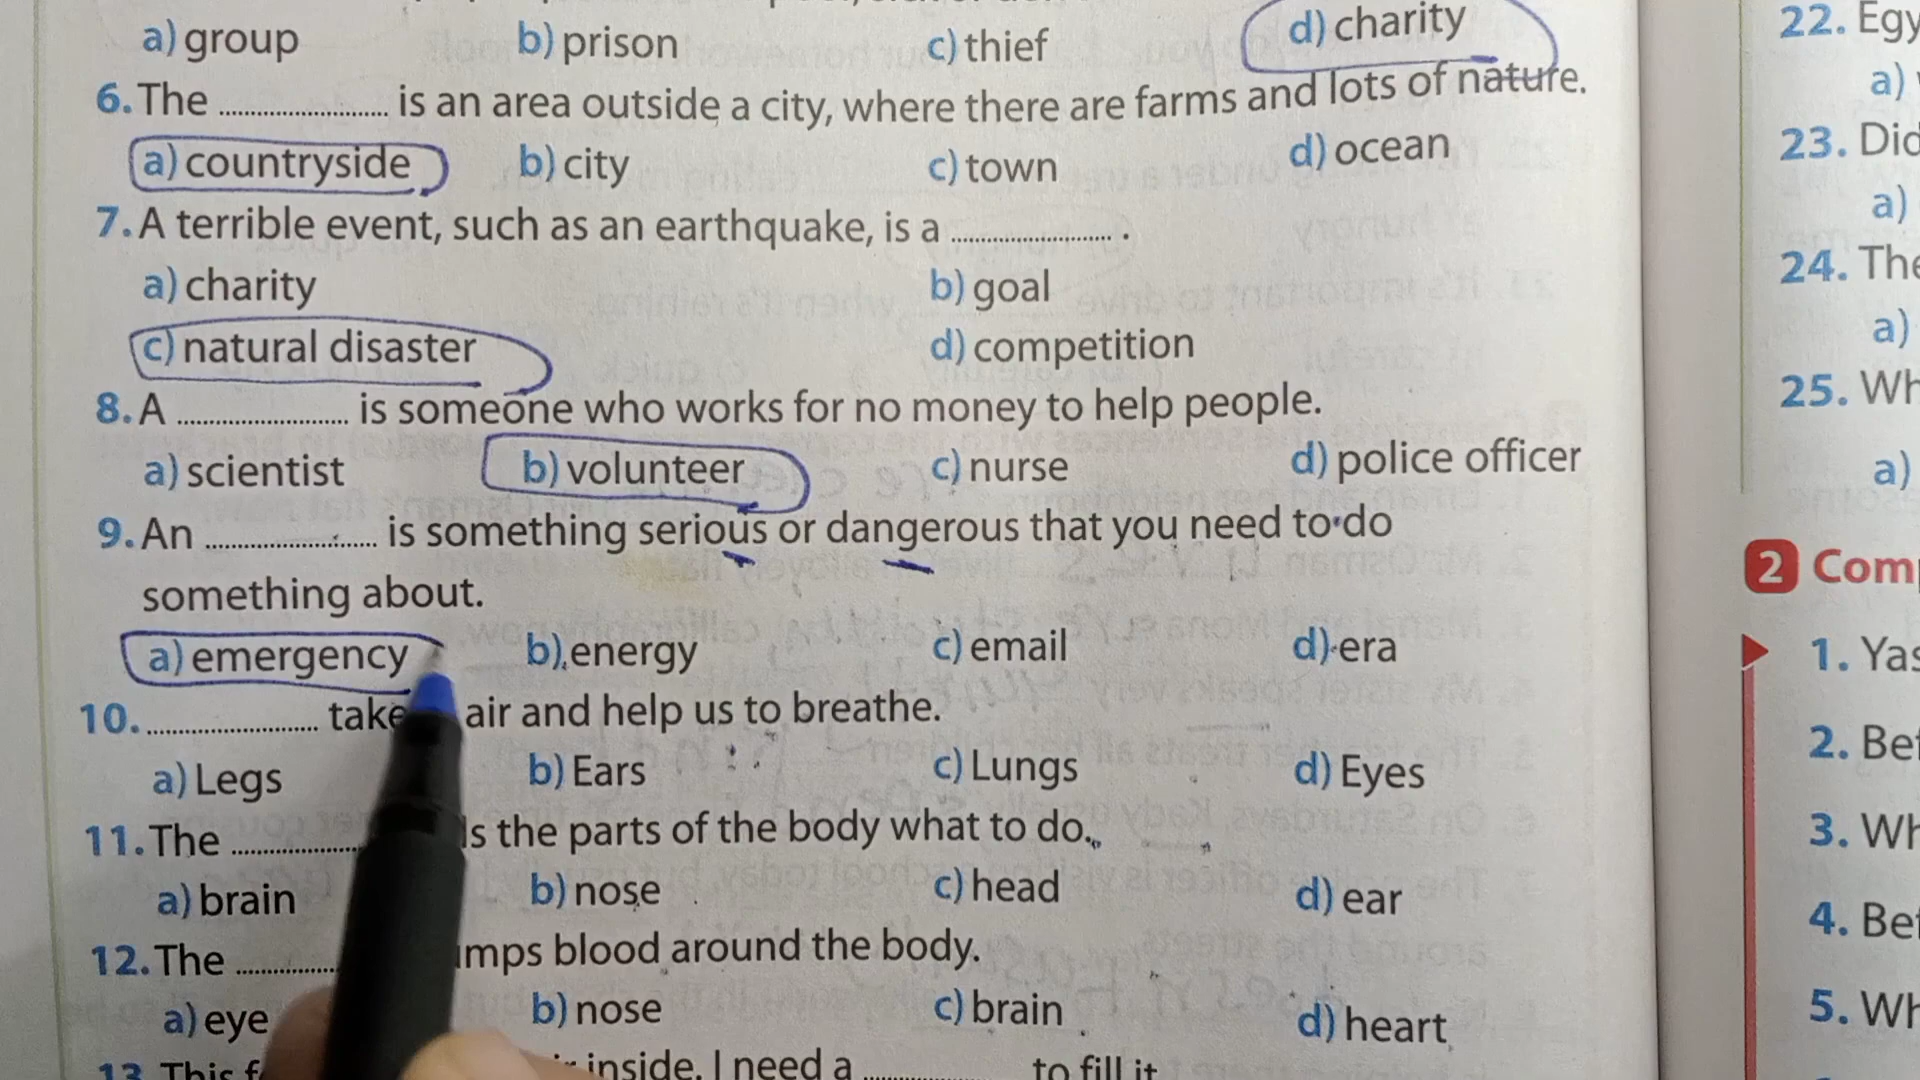 a) group b) prison c) thief d) charity
6. The .................. is an area outside a city, where there are farms and lots of nature.
a) countryside b) city c) town d) ocean
7. A terrible event, such as an earthquake, is a .................. .
a) charity b) goal
c) natural disaster d) competition
8. A .................. is someone who works for no money to help people.
a) scientist b) volunteer c) nurse d) police officer
9. An .................. is something serious or dangerous that you need to do
something about.
a) emergency b) energy c) email d) era
10. .................. take air and help us to breathe.
a) Legs b) Ears c) Lungs d) Eyes
11. The .................. ls the parts of the body what to do.
a) brain b) nose c) head d) ear
12. The .................. mps blood around the body.
a) eye b) nose c) brain d) heart
13. This inside. I need a .................. to fill it
22. Egy
a)
23. Did
a)
24. The
a)
25. Wh
a)
2 Com
1. Yas
2. Bef
3. Wh
4. Bef
5. Wh